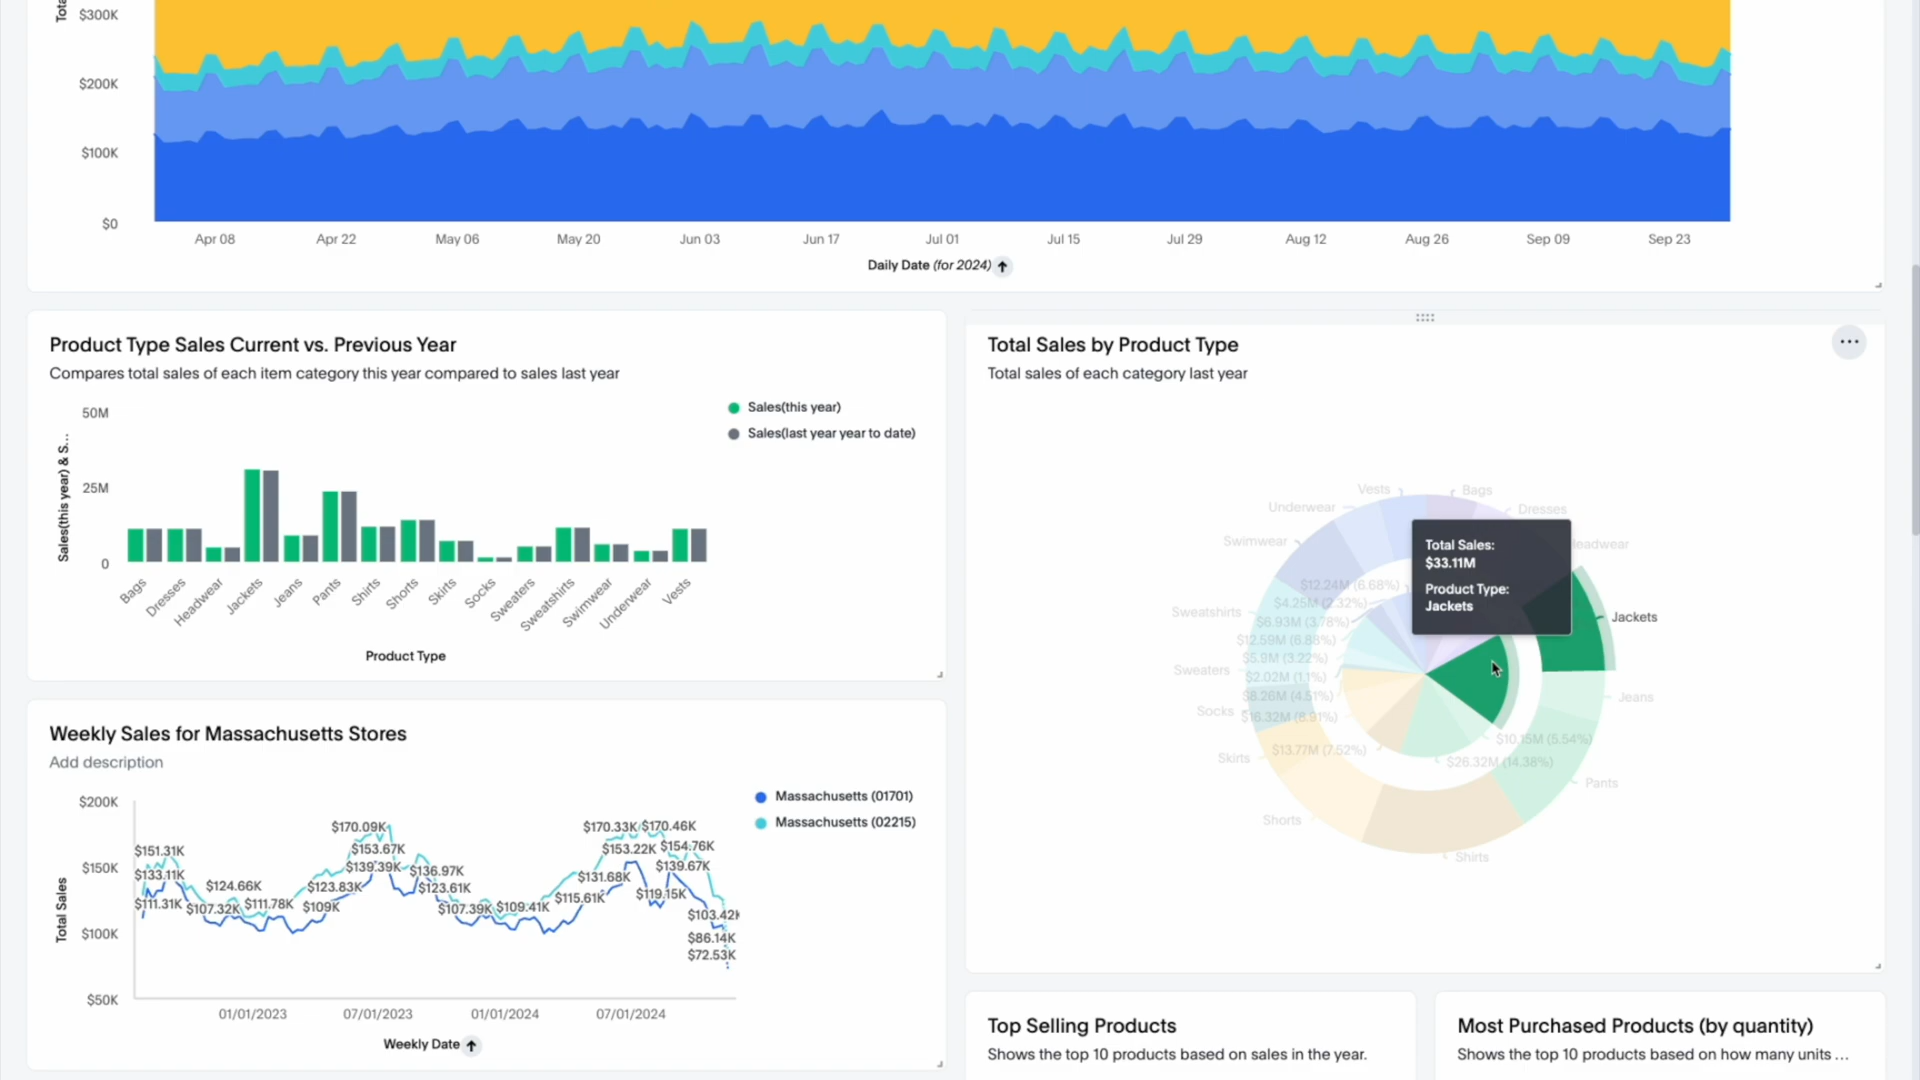 Tota
$300K
$200K
$100K
$0
Apr 08
Apr 22
May 06
May 20
Jun 03
Jun 17
Jul 01
Jul 15
Jul 29
Aug 12
Aug 26
Sep 09
Sep 23
Daily Date (for 2024)
Product Type Sales Current vs. Previous Year
Compares total sales of each item category this year compared to sales last year
Sales(this year) & S...
50M
25M
0
Sales(this year)
Sales(last year year to date)
Bags
Dresses
Headwear
Jackets
Jeans
Pants
Shirts
Shorts
Skirts
Socks
Sweaters
Sweatshirts
Swimwear
Underwear
Vests
Product Type
Total Sales by Product Type
Total sales of each category last year
Vests
Bags
Underwear
Dresses
Swimwear
eadwear
Total Sales:
$33.11M
Product Type:
Jackets
$12.24M (6.68%)
$4.25M (2.32%)
Sweatshirts
$6.93M (3.78%)
Jackets
$12.59M (6.88%)
$5.9M (3.22%)
Sweaters
$2.02M (1.1%)
$8.26M (4.51%)
Jeans
Socks
$16.32M (8.91%)
$10.15M (5.54%)
$13.77M (7.52%)
Skirts
$26.32M (14.38%)
Pants
Shorts
Shirts
Weekly Sales for Massachusetts Stores
Add description
Total Sales
$200K
$150K
$100K
$50K
Massachusetts (01701)
Massachusetts (02215)
$151.31K
$133.11K
$111.31K
$107.32K
$124.66K
$111.78K
$109K
$123.83K
$170.09K
$153.67K
$139.39K
$136.97K
$123.61K
$107.39K
$109.41K
$115.61K
$131.68K
$170.33K
$170.46K
$153.22K
$154.76K
$139.67K
$119.15K
$103.42K
$86.14K
$72.53K
01/01/2023
07/01/2023
01/01/2024
07/01/2024
Weekly Date
Top Selling Products
Shows the top 10 products based on sales in the year.
Most Purchased Products (by quantity)
Shows the top 10 products based on how many units ...